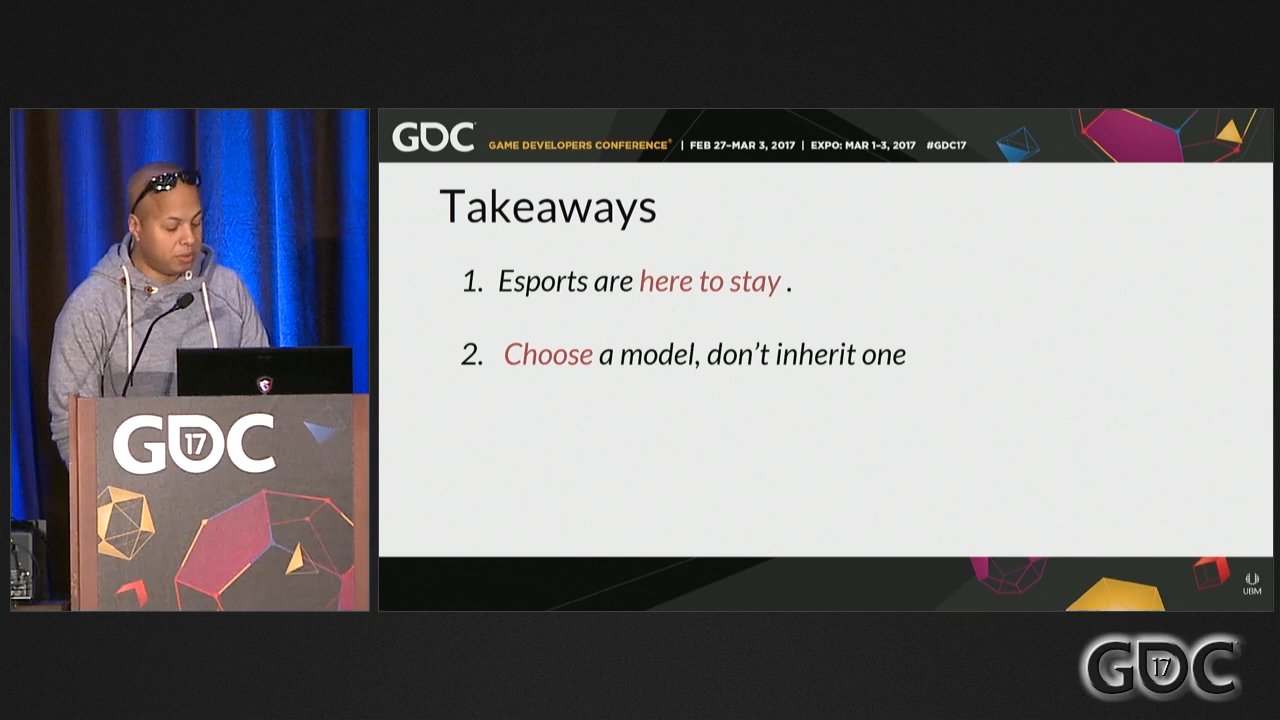 GDC GAME DEVELOPERS CONFERENCE® | FEB 27–MAR 3, 2017 | EXPO: MAR 1–3, 2017 #GDC17
Takeaways
1. Esports are here to stay .
2. Choose a model, don’t inherit one
GDC 17
UBM
GDC 17